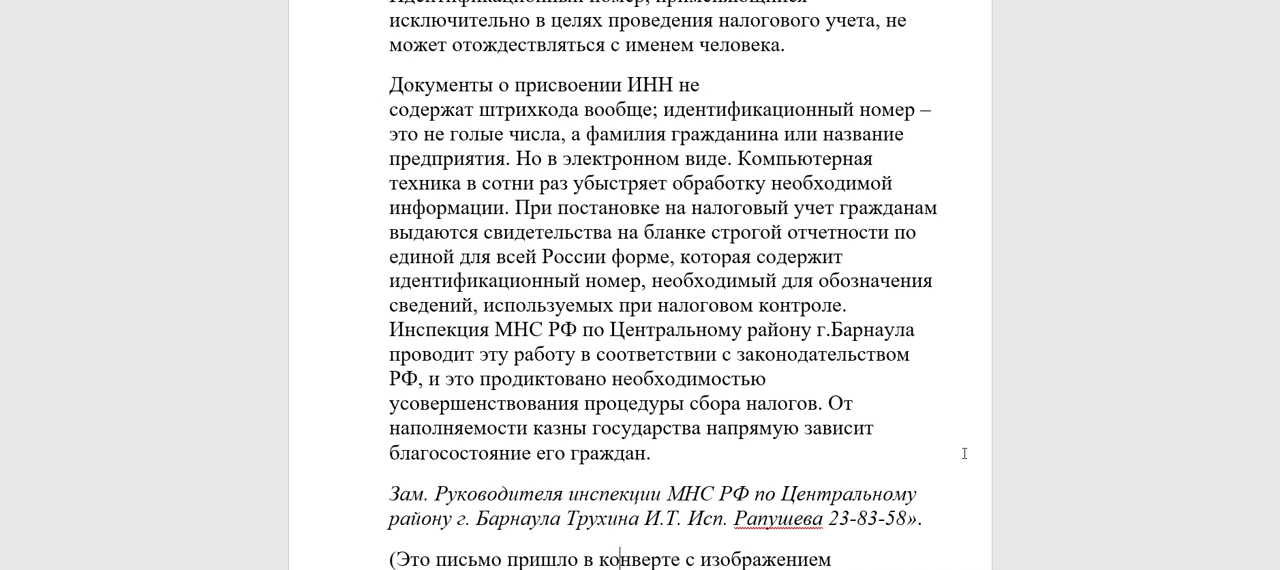 исключительно в целях проведения налогового учета, не
может отождествляться с именем человека.
Документы о присвоении ИНН не
содержат штрихкода вообще; идентификационный номер –
это не голые числа, а фамилия гражданина или название
предприятия. Но в электронном виде. Компьютерная
техника в сотни раз убыстряет обработку необходимой
информации. При постановке на налоговый учет гражданам
выдаются свидетельства на бланке строгой отчетности по
единой для всей России форме, которая содержит
идентификационный номер, необходимый для обозначения
сведений, используемых при налоговом контроле.
Инспекция МНС РФ по Центральному району г.Барнаула
проводит эту работу в соответствии с законодательством
РФ, и это продиктовано необходимостью
усовершенствования процедуры сбора налогов. От
наполняемости казны государства напрямую зависит
благосостояние его граждан.
Зам. Руководителя инспекции МНС РФ по Центральному
району г. Барнаула Трухина И.Т. Исп. Рапушева 23-83-58».
(Это письмо пришло в конверте с изображением